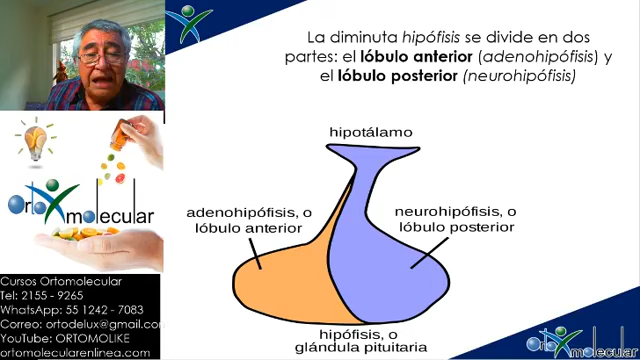 La diminuta hipófisis se divide en dos
partes: el lóbulo anterior (adenohipófisis) y
el lóbulo posterior (neurohipófisis)
hipotálamo
adenohipófisis, o
lóbulo anterior
neurohipófisis, o
lóbulo posterior
hipófisis, o
glándula pituitaria
Orto molecular
Cursos Ortomolecular
Tel: 2155 - 9265
WhatsApp: 55 1242 - 7083
Correo: ortodelux@gmail.com
YouTube: ORTOMOLIKE
ortomolecularenlinea.com
Orto molecular